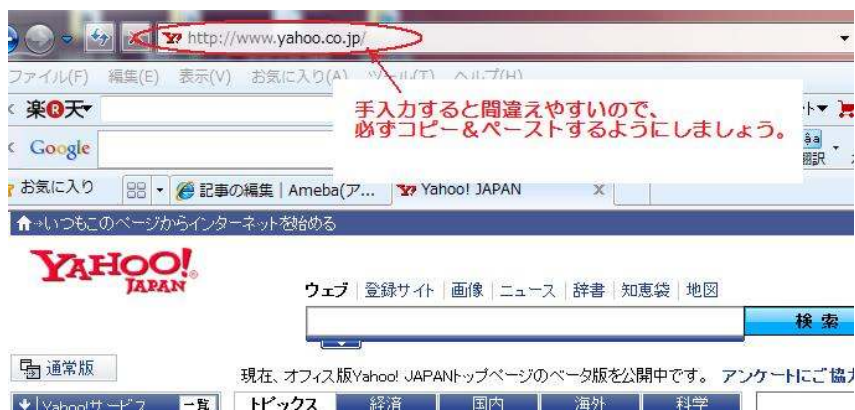 http://www.yahoo.co.jp/
ファイル(F) 編集(E) 表示(V) お気に入り(A) ツール(T) ヘルプ(H)
楽R天
手入力すると間違えやすいので、
必ずコピー＆ペーストするようにしましょう。
Google
お気に入り 記事の編集 | Ameba(ア... Yahoo! JAPAN x
→いつもこのページからインターネットを始める
YAHOO!
JAPAN
ウェブ | 登録サイト | 画像 | ニュース | 辞書 | 知恵袋 | 地図
検索
通常版
現在、オフィス版Yahoo! JAPANトップページのベータ版を公開中です。 アンケートにご協力
Yahoo!サービス 一覧 トピックス 経済 国内 海外 科学